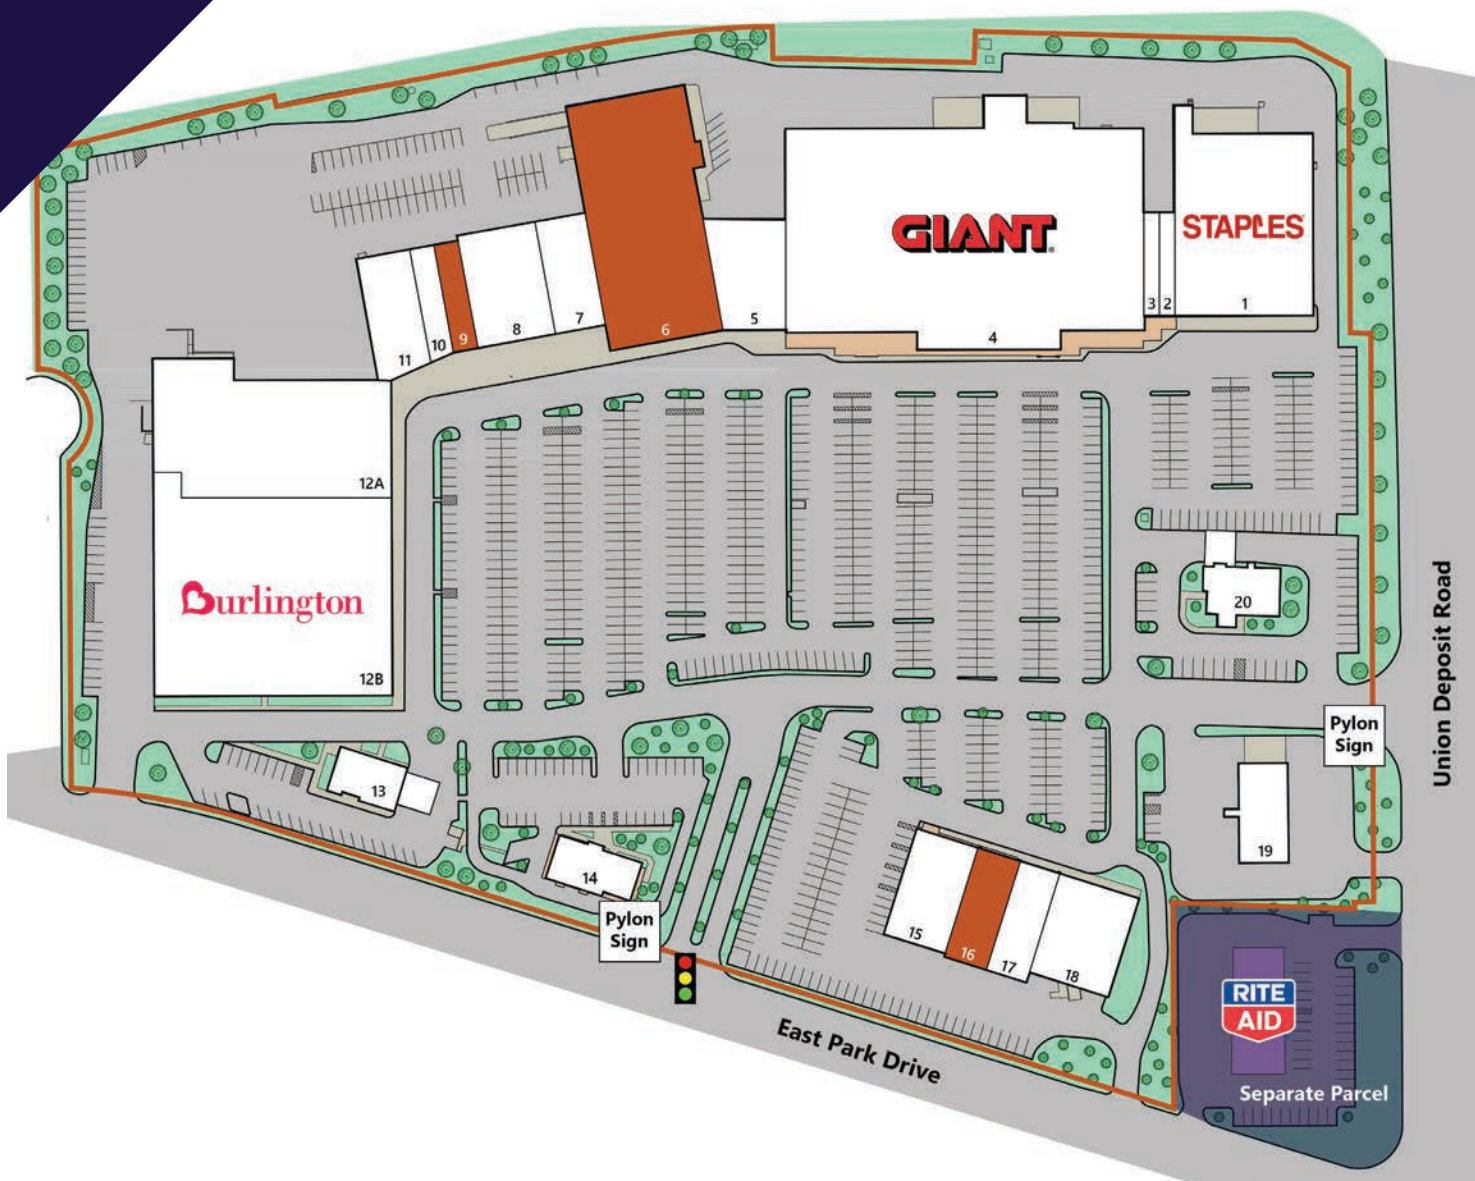 GIANT
STAPLES
1
2
3
4
5
6
7
8
9
10
11
12A
Burlington
12B
20
Union Deposit Road
Pylon
Sign
13
14
Pylon
Sign
15
16
17
18
19
East Park Drive
RITE
AID
Separate Parcel